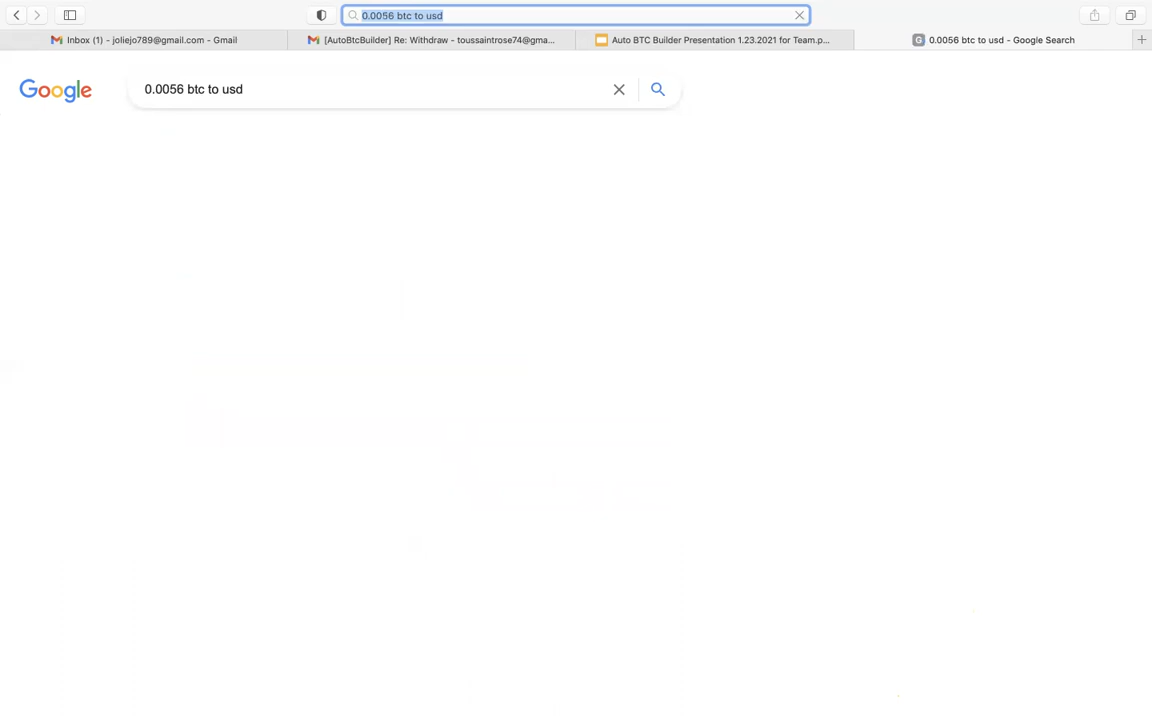 0.0056 btc to usd
Inbox (1) - joliejo789@gmail.com - Gmail
[AutoBtcBuilder] Re: Withdraw - toussaintrose74@gma...
Auto BTC Builder Presentation 1.23.2021 for Team.p...
G 0.0056 btc to usd - Google Search
Google 0.0056 btc to usd